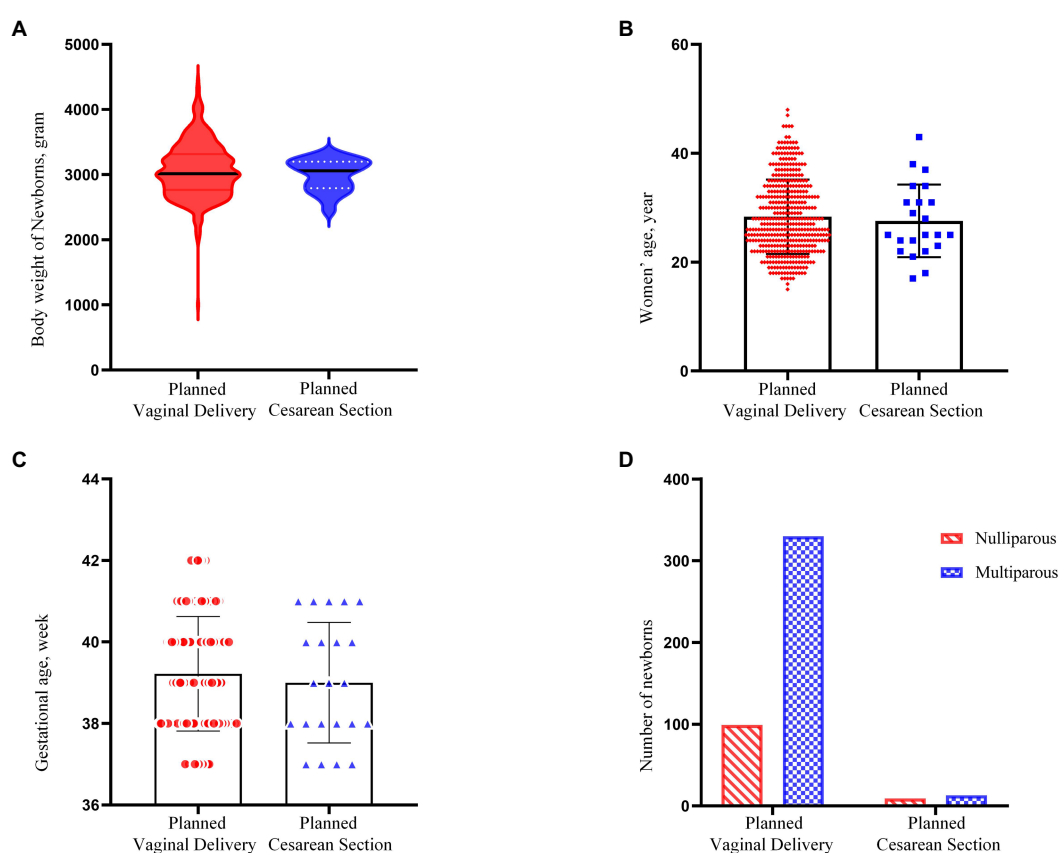 A
Body weight of Newborns, gram
5000
4000
3000
2000
1000
0
Planned
Vaginal Delivery
Planned
Cesarean Section
B
Women’ age, year
60
40
20
0
Planned
Vaginal Delivery
Planned
Cesarean Section
C
Gestational age, week
44
42
40
38
36
Planned
Vaginal Delivery
Planned
Cesarean Section
D
Number of newborns
400
300
200
100
0
Nulliparous
Multiparous
Planned
Vaginal Delivery
Planned
Cesarean Section